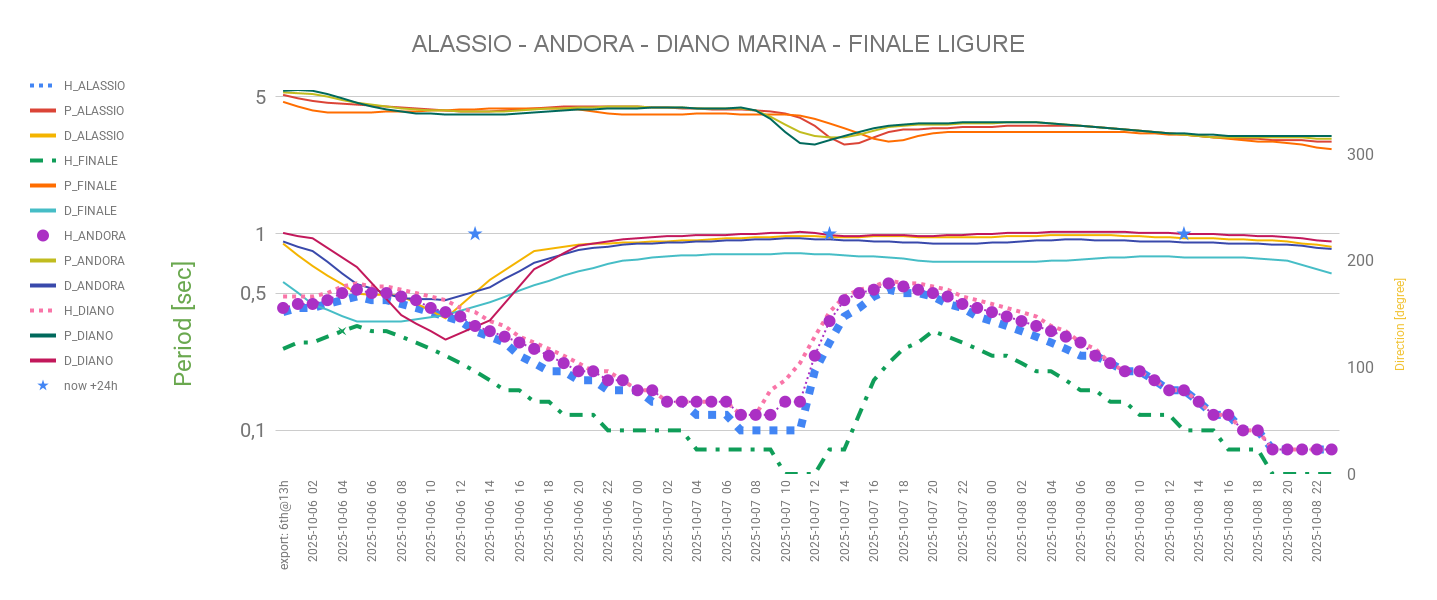 ALASSIO - ANDORA - DIANO MARINA - FINALE LIGURE
H_ALASSIO
P_ALASSIO
D_ALASSIO
H_FINALE
P_FINALE
D_FINALE
H_ANDORA
P_ANDORA
D_ANDORA
H_DIANO
P_DIANO
D_DIANO
now +24h
Period [sec]
5
1
0,5
0,1
300
200
100
0
Direction [degree]
export: 6th@13h
2025-10-06 02
2025-10-06 04
2025-10-06 06
2025-10-06 08
2025-10-06 10
2025-10-06 12
2025-10-06 14
2025-10-06 16
2025-10-06 18
2025-10-06 20
2025-10-06 22
2025-10-07 00
2025-10-07 02
2025-10-07 04
2025-10-07 06
2025-10-07 08
2025-10-07 10
2025-10-07 12
2025-10-07 14
2025-10-07 16
2025-10-07 18
2025-10-07 20
2025-10-07 22
2025-10-08 00
2025-10-08 02
2025-10-08 04
2025-10-08 06
2025-10-08 08
2025-10-08 10
2025-10-08 12
2025-10-08 14
2025-10-08 16
2025-10-08 18
2025-10-08 20
2025-10-08 22